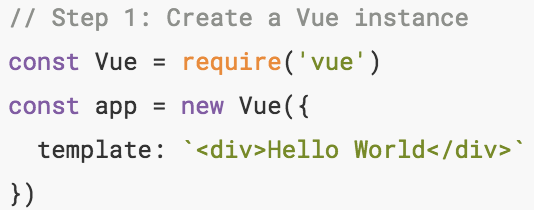 // Step 1: Create a Vue instance
const Vue = require('vue')
const app = new Vue({
  template: `<div>Hello World</div>`
})